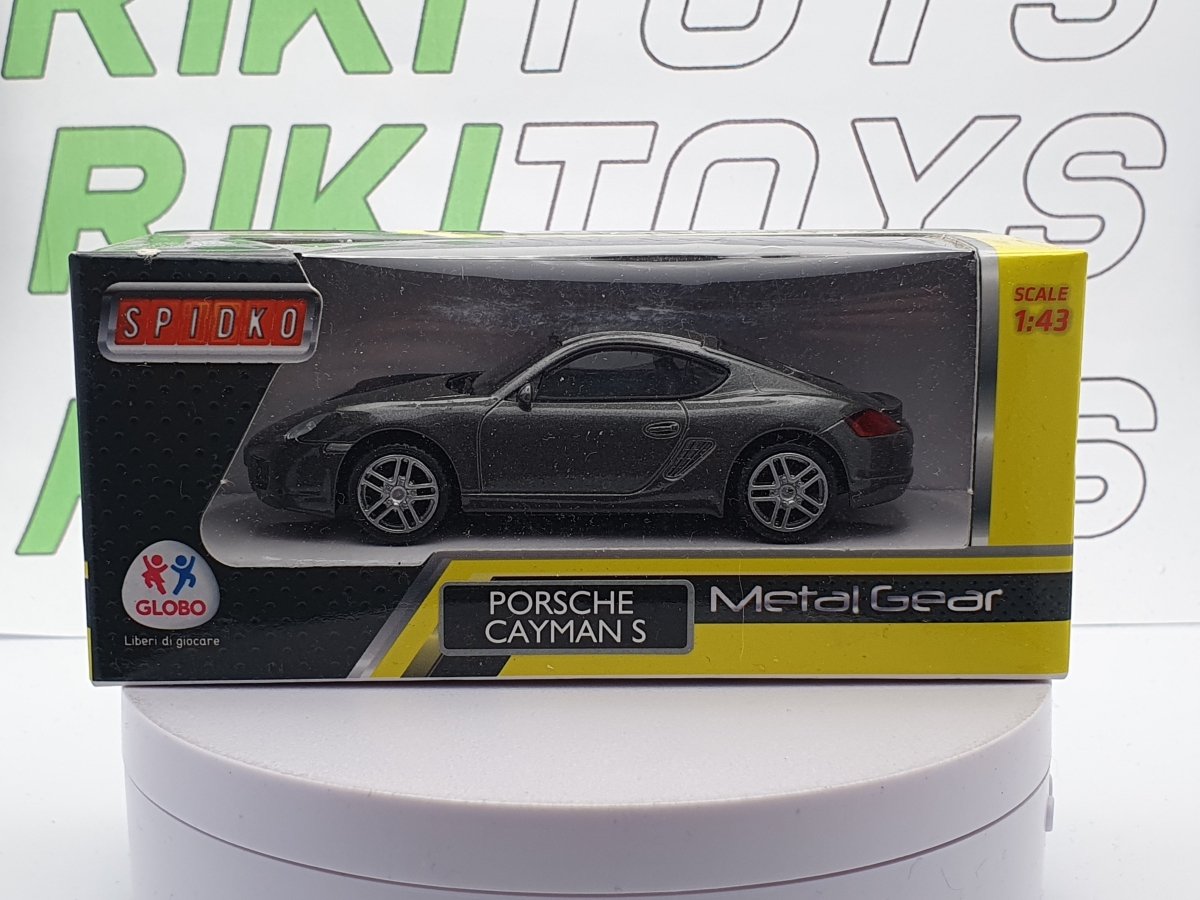 RIKITOYS
RIKITOYS
S
SPIDKO
SCALE
1:43
GLOBO
Liberi di giocare
PORSCHE
CAYMAN S
Metal Gear